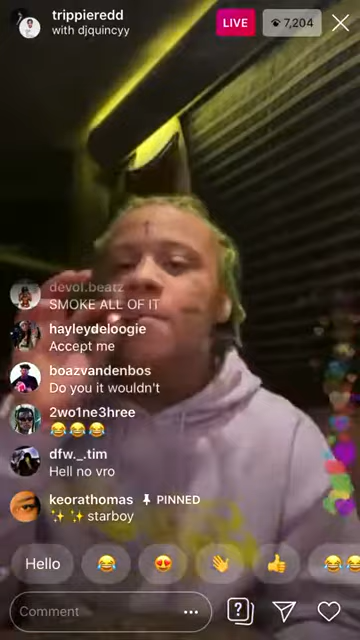 trippieredd
with djquincyy
LIVE
7,204
devol.beatz
SMOKE ALL OF IT
hayleydeloogie
Accept me
boazvandenbos
Do you it wouldn't
2wo1ne3hree
😂😂😂
dfw._.tim
Hell no vro
keorathomas PINNED
✨ ✨ starboy
Hello 😂 😍 👋 👍 😂😂
Comment